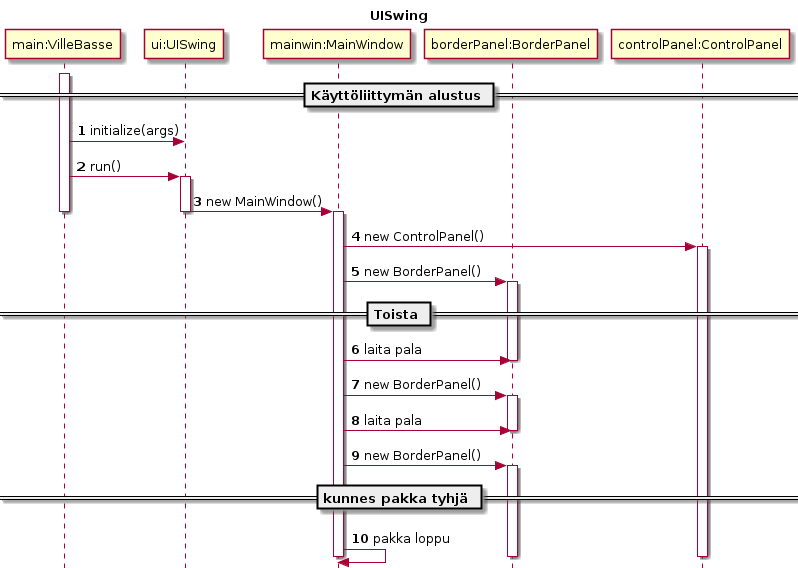 UISwing
main:VilleBasse ui:UISwing mainwin:MainWindow borderPanel:BorderPanel controlPanel:ControlPanel
Käyttöliittymän alustus
1 initialize(args)
2 run()
3 new MainWindow()
4 new ControlPanel()
5 new BorderPanel()
Toista
6 laita pala
7 new BorderPanel()
8 laita pala
9 new BorderPanel()
kunnes pakka tyhjä
10 pakka loppu